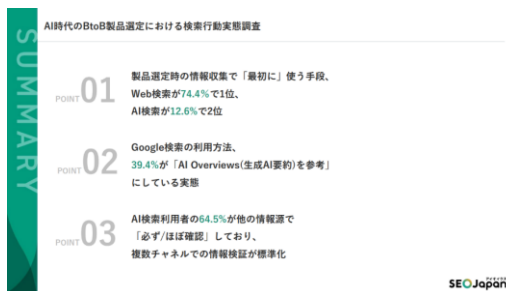 AI時代のBtoB製品選定における検索行動実態調査
SUMMARY
POINT 01
製品選定時の情報収集で「最初に」使う手段、
Web検索が74.4%で1位、
AI検索が12.6%で2位
POINT 02
Google検索の利用方法、
39.4%が「AI Overviews(生成AI要約)を参考」
にしている実態
POINT 03
AI検索利用者の64.5%が他の情報源で
「必ず/ほぼ確認」しており、
複数チャネルでの情報検証が標準化
SEOJapan